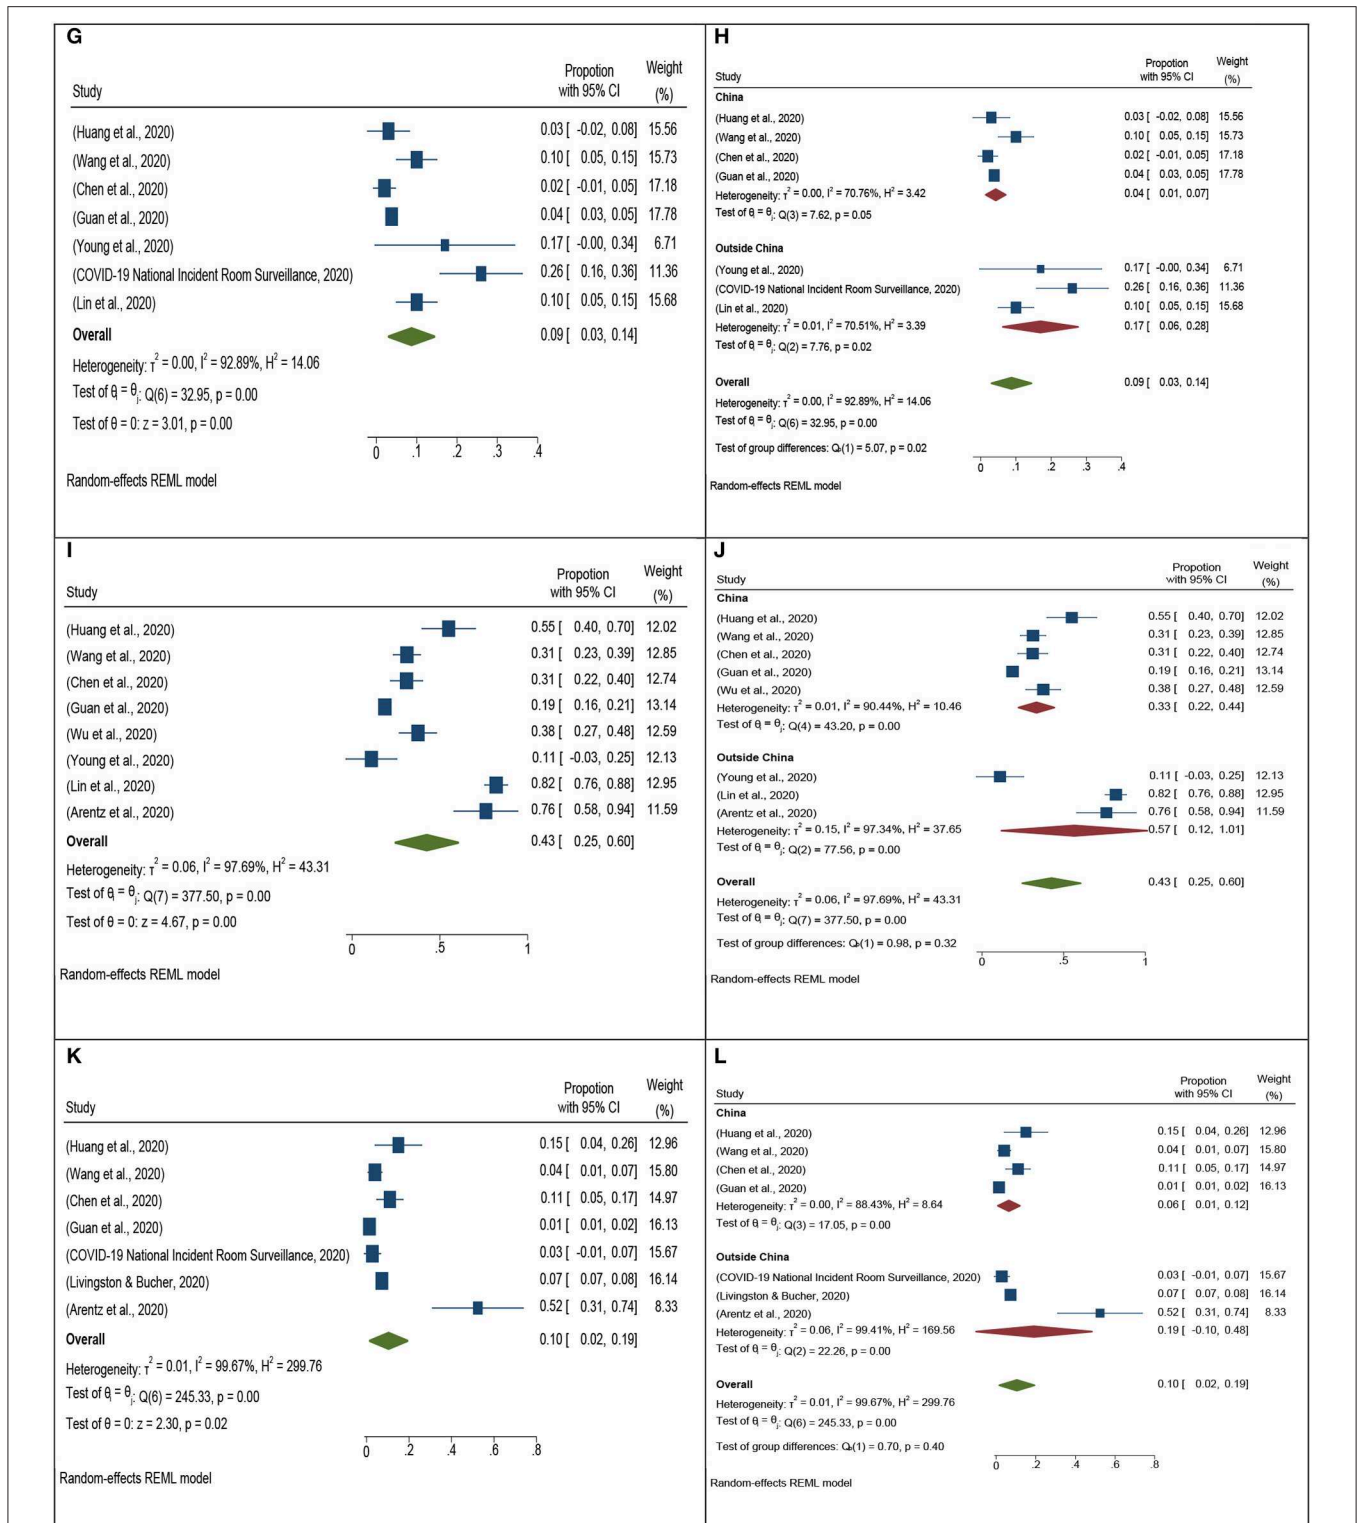 G
Study Propotion with 95% CI Weight (%)
(Huang et al., 2020) 0.03 [ -0.02, 0.08] 15.56
(Wang et al., 2020) 0.10 [ 0.05, 0.15] 15.73
(Chen et al., 2020) 0.02 [ -0.01, 0.05] 17.18
(Guan et al., 2020) 0.04 [ 0.03, 0.05] 17.78
(Young et al., 2020) 0.17 [ -0.00, 0.34] 6.71
(COVID-19 National Incident Room Surveillance, 2020) 0.26 [ 0.16, 0.36] 11.36
(Lin et al., 2020) 0.10 [ 0.05, 0.15] 15.68
Overall 0.09 [ 0.03, 0.14]
Heterogeneity: τ² = 0.00, I² = 92.89%, H² = 14.06
Test of θᵢ = θⱼ: Q(6) = 32.95, p = 0.00
Test of θ = 0: z = 3.01, p = 0.00
0 .1 .2 .3 .4
Random-effects REML model
H
Study Propotion with 95% CI Weight (%)
China
(Huang et al., 2020) 0.03 [ -0.02, 0.08] 15.56
(Wang et al., 2020) 0.10 [ 0.05, 0.15] 15.73
(Chen et al., 2020) 0.02 [ -0.01, 0.05] 17.18
(Guan et al., 2020) 0.04 [ 0.03, 0.05] 17.78
Heterogeneity: τ² = 0.00, I² = 70.76%, H² = 3.42 0.04 [ 0.01, 0.07]
Test of θᵢ = θⱼ: Q(3) = 7.62, p = 0.05
Outside China
(Young et al., 2020) 0.17 [ -0.00, 0.34] 6.71
(COVID-19 National Incident Room Surveillance, 2020) 0.26 [ 0.16, 0.36] 11.36
(Lin et al., 2020) 0.10 [ 0.05, 0.15] 15.68
Heterogeneity: τ² = 0.01, I² = 70.51%, H² = 3.39 0.17 [ 0.06, 0.28]
Test of θᵢ = θⱼ: Q(2) = 7.76, p = 0.02
Overall 0.09 [ 0.03, 0.14]
Heterogeneity: τ² = 0.00, I² = 92.89%, H² = 14.06
Test of θᵢ = θⱼ: Q(6) = 32.95, p = 0.00
Test of group differences: Qb(1) = 5.07, p = 0.02
0 .1 .2 .3 .4
Random-effects REML model
I
Study Propotion with 95% CI Weight (%)
(Huang et al., 2020) 0.55 [ 0.40, 0.70] 12.02
(Wang et al., 2020) 0.31 [ 0.23, 0.39] 12.85
(Chen et al., 2020) 0.31 [ 0.22, 0.40] 12.74
(Guan et al., 2020) 0.19 [ 0.16, 0.21] 13.14
(Wu et al., 2020) 0.38 [ 0.27, 0.48] 12.59
(Young et al., 2020) 0.11 [ -0.03, 0.25] 12.13
(Lin et al., 2020) 0.82 [ 0.76, 0.88] 12.95
(Arentz et al., 2020) 0.76 [ 0.58, 0.94] 11.59
Overall 0.43 [ 0.25, 0.60]
Heterogeneity: τ² = 0.06, I² = 97.69%, H² = 43.31
Test of θᵢ = θⱼ: Q(7) = 377.50, p = 0.00
Test of θ = 0: z = 4.67, p = 0.00
0 .5 1
Random-effects REML model
J
Study Propotion with 95% CI Weight (%)
China
(Huang et al., 2020) 0.55 [ 0.40, 0.70] 12.02
(Wang et al., 2020) 0.31 [ 0.23, 0.39] 12.85
(Chen et al., 2020) 0.31 [ 0.22, 0.40] 12.74
(Guan et al., 2020) 0.19 [ 0.16, 0.21] 13.14
(Wu et al., 2020) 0.38 [ 0.27, 0.48] 12.59
Heterogeneity: τ² = 0.01, I² = 90.44%, H² = 10.46 0.33 [ 0.22, 0.44]
Test of θᵢ = θⱼ: Q(4) = 43.20, p = 0.00
Outside China
(Young et al., 2020) 0.11 [ -0.03, 0.25] 12.13
(Lin et al., 2020) 0.82 [ 0.76, 0.88] 12.95
(Arentz et al., 2020) 0.76 [ 0.58, 0.94] 11.59
Heterogeneity: τ² = 0.15, I² = 97.34%, H² = 37.65 0.57 [ 0.12, 1.01]
Test of θᵢ = θⱼ: Q(2) = 77.56, p = 0.00
Overall 0.43 [ 0.25, 0.60]
Heterogeneity: τ² = 0.06, I² = 97.69%, H² = 43.31
Test of θᵢ = θⱼ: Q(7) = 377.50, p = 0.00
Test of group differences: Qb(1) = 0.98, p = 0.32
0 .5 1
Random-effects REML model
K
Study Propotion with 95% CI Weight (%)
(Huang et al., 2020) 0.15 [ 0.04, 0.26] 12.96
(Wang et al., 2020) 0.04 [ 0.01, 0.07] 15.80
(Chen et al., 2020) 0.11 [ 0.05, 0.17] 14.97
(Guan et al., 2020) 0.01 [ 0.01, 0.02] 16.13
(COVID-19 National Incident Room Surveillance, 2020) 0.03 [ -0.01, 0.07] 15.67
(Livingston & Bucher, 2020) 0.07 [ 0.07, 0.08] 16.14
(Arentz et al., 2020) 0.52 [ 0.31, 0.74] 8.33
Overall 0.10 [ 0.02, 0.19]
Heterogeneity: τ² = 0.01, I² = 99.67%, H² = 299.76
Test of θᵢ = θⱼ: Q(6) = 245.33, p = 0.00
Test of θ = 0: z = 2.30, p = 0.02
0 .2 .4 .6 .8
Random-effects REML model
L
Study Propotion with 95% CI Weight (%)
China
(Huang et al., 2020) 0.15 [ 0.04, 0.26] 12.96
(Wang et al., 2020) 0.04 [ 0.01, 0.07] 15.80
(Chen et al., 2020) 0.11 [ 0.05, 0.17] 14.97
(Guan et al., 2020) 0.01 [ 0.01, 0.02] 16.13
Heterogeneity: τ² = 0.00, I² = 88.43%, H² = 8.64 0.06 [ 0.01, 0.12]
Test of θᵢ = θⱼ: Q(3) = 17.05, p = 0.00
Outside China
(COVID-19 National Incident Room Surveillance, 2020) 0.03 [ -0.01, 0.07] 15.67
(Livingston & Bucher, 2020) 0.07 [ 0.07, 0.08] 16.14
(Arentz et al., 2020) 0.52 [ 0.31, 0.74] 8.33
Heterogeneity: τ² = 0.06, I² = 99.41%, H² = 169.56 0.19 [ -0.10, 0.48]
Test of θᵢ = θⱼ: Q(2) = 22.26, p = 0.00
Overall 0.10 [ 0.02, 0.19]
Heterogeneity: τ² = 0.01, I² = 99.67%, H² = 299.76
Test of θᵢ = θⱼ: Q(6) = 245.33, p = 0.00
Test of group differences: Qb(1) = 0.70, p = 0.40
0 .2 .4 .6 .8
Random-effects REML model